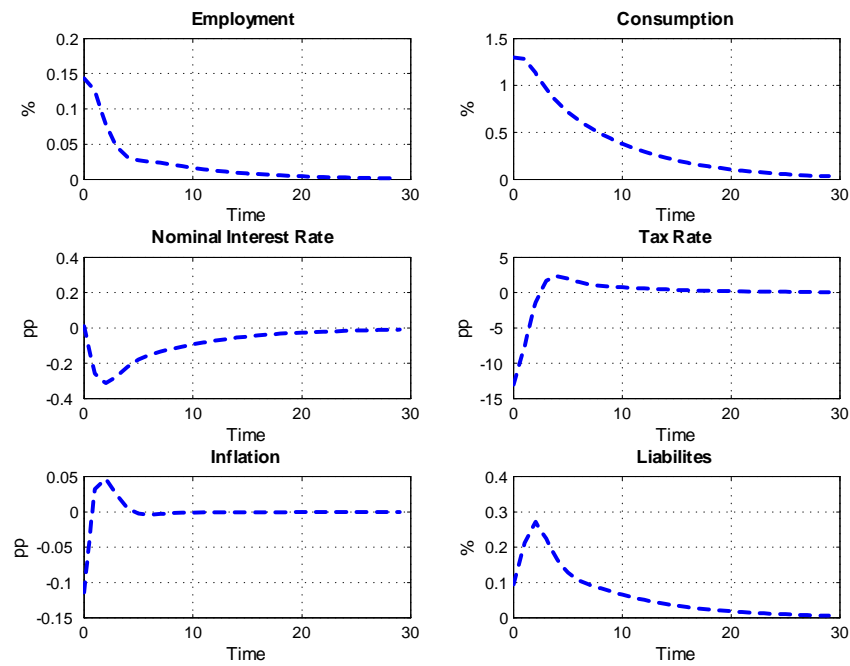 Employment
0.2
0.15
0.1
0.05
0
%
0 10 20 30
Time
Consumption
1.5
1
0.5
0
%
0 10 20 30
Time
Nominal Interest Rate
0.4
0.4
0
-0.2
0.4
pp
0 10 20 30
Time
Tax Rate
5
0
-5
-10
-15
pp
0 10 20 30
Time
Inflation
0.05
0
-0.05
-0.1
-0.15
pp
0 10 20 30
Time
Liabilites
0.4
0.3
0.2
0.1
0
%
0 10 20 30
Time